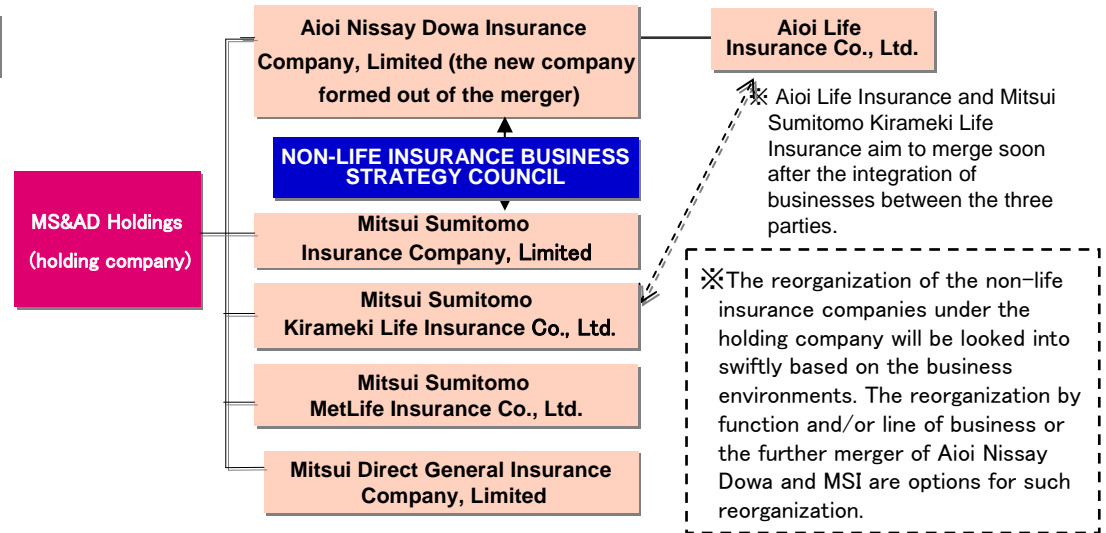 Aioi Nissay Dowa Insurance
Company, Limited (the new company
formed out of the merger)
Aioi Life
Insurance Co., Ltd.
※ Aioi Life Insurance and Mitsui
Sumitomo Kirameki Life
Insurance aim to merge soon
after the integration of
businesses between the three
parties.
NON-LIFE INSURANCE BUSINESS
STRATEGY COUNCIL
MS&AD Holdings
(holding company)
Mitsui Sumitomo
Insurance Company, Limited
Mitsui Sumitomo
Kirameki Life Insurance Co., Ltd.
Mitsui Sumitomo
MetLife Insurance Co., Ltd.
Mitsui Direct General Insurance
Company, Limited
※The reorganization of the non-life
insurance companies under the
holding company will be looked into
swiftly based on the business
environments. The reorganization by
function and/or line of business or
the further merger of Aioi Nissay
Dowa and MSI are options for such
reorganization.